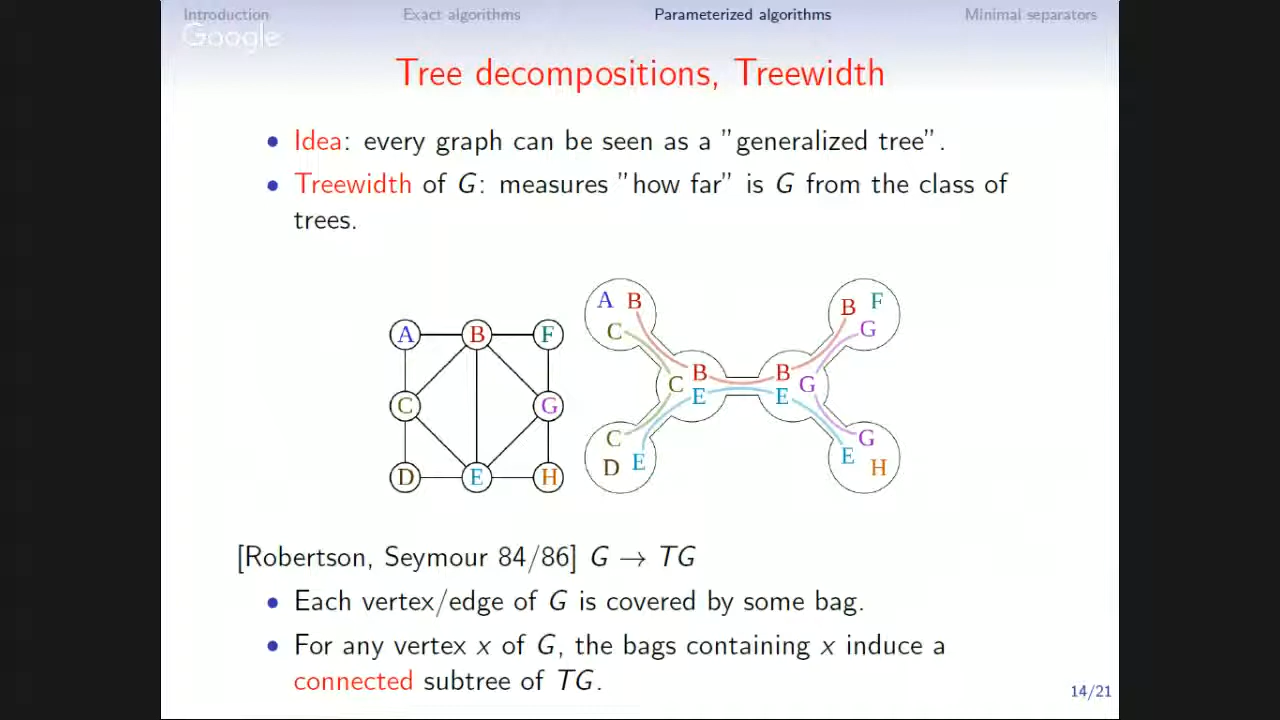 Introduction Exact algorithms Parameterized algorithms Minimal separators
Google
Tree decompositions, Treewidth
• Idea: every graph can be seen as a "generalized tree".
• Treewidth of G: measures "how far" is G from the class of
trees.
A B F
C G
D E H
A B
C
C B
E
C
D E
B F
G
B G
E
G
E H
[Robertson, Seymour 84/86] G → TG
• Each vertex/edge of G is covered by some bag.
• For any vertex x of G, the bags containing x induce a
connected subtree of TG.
14/21